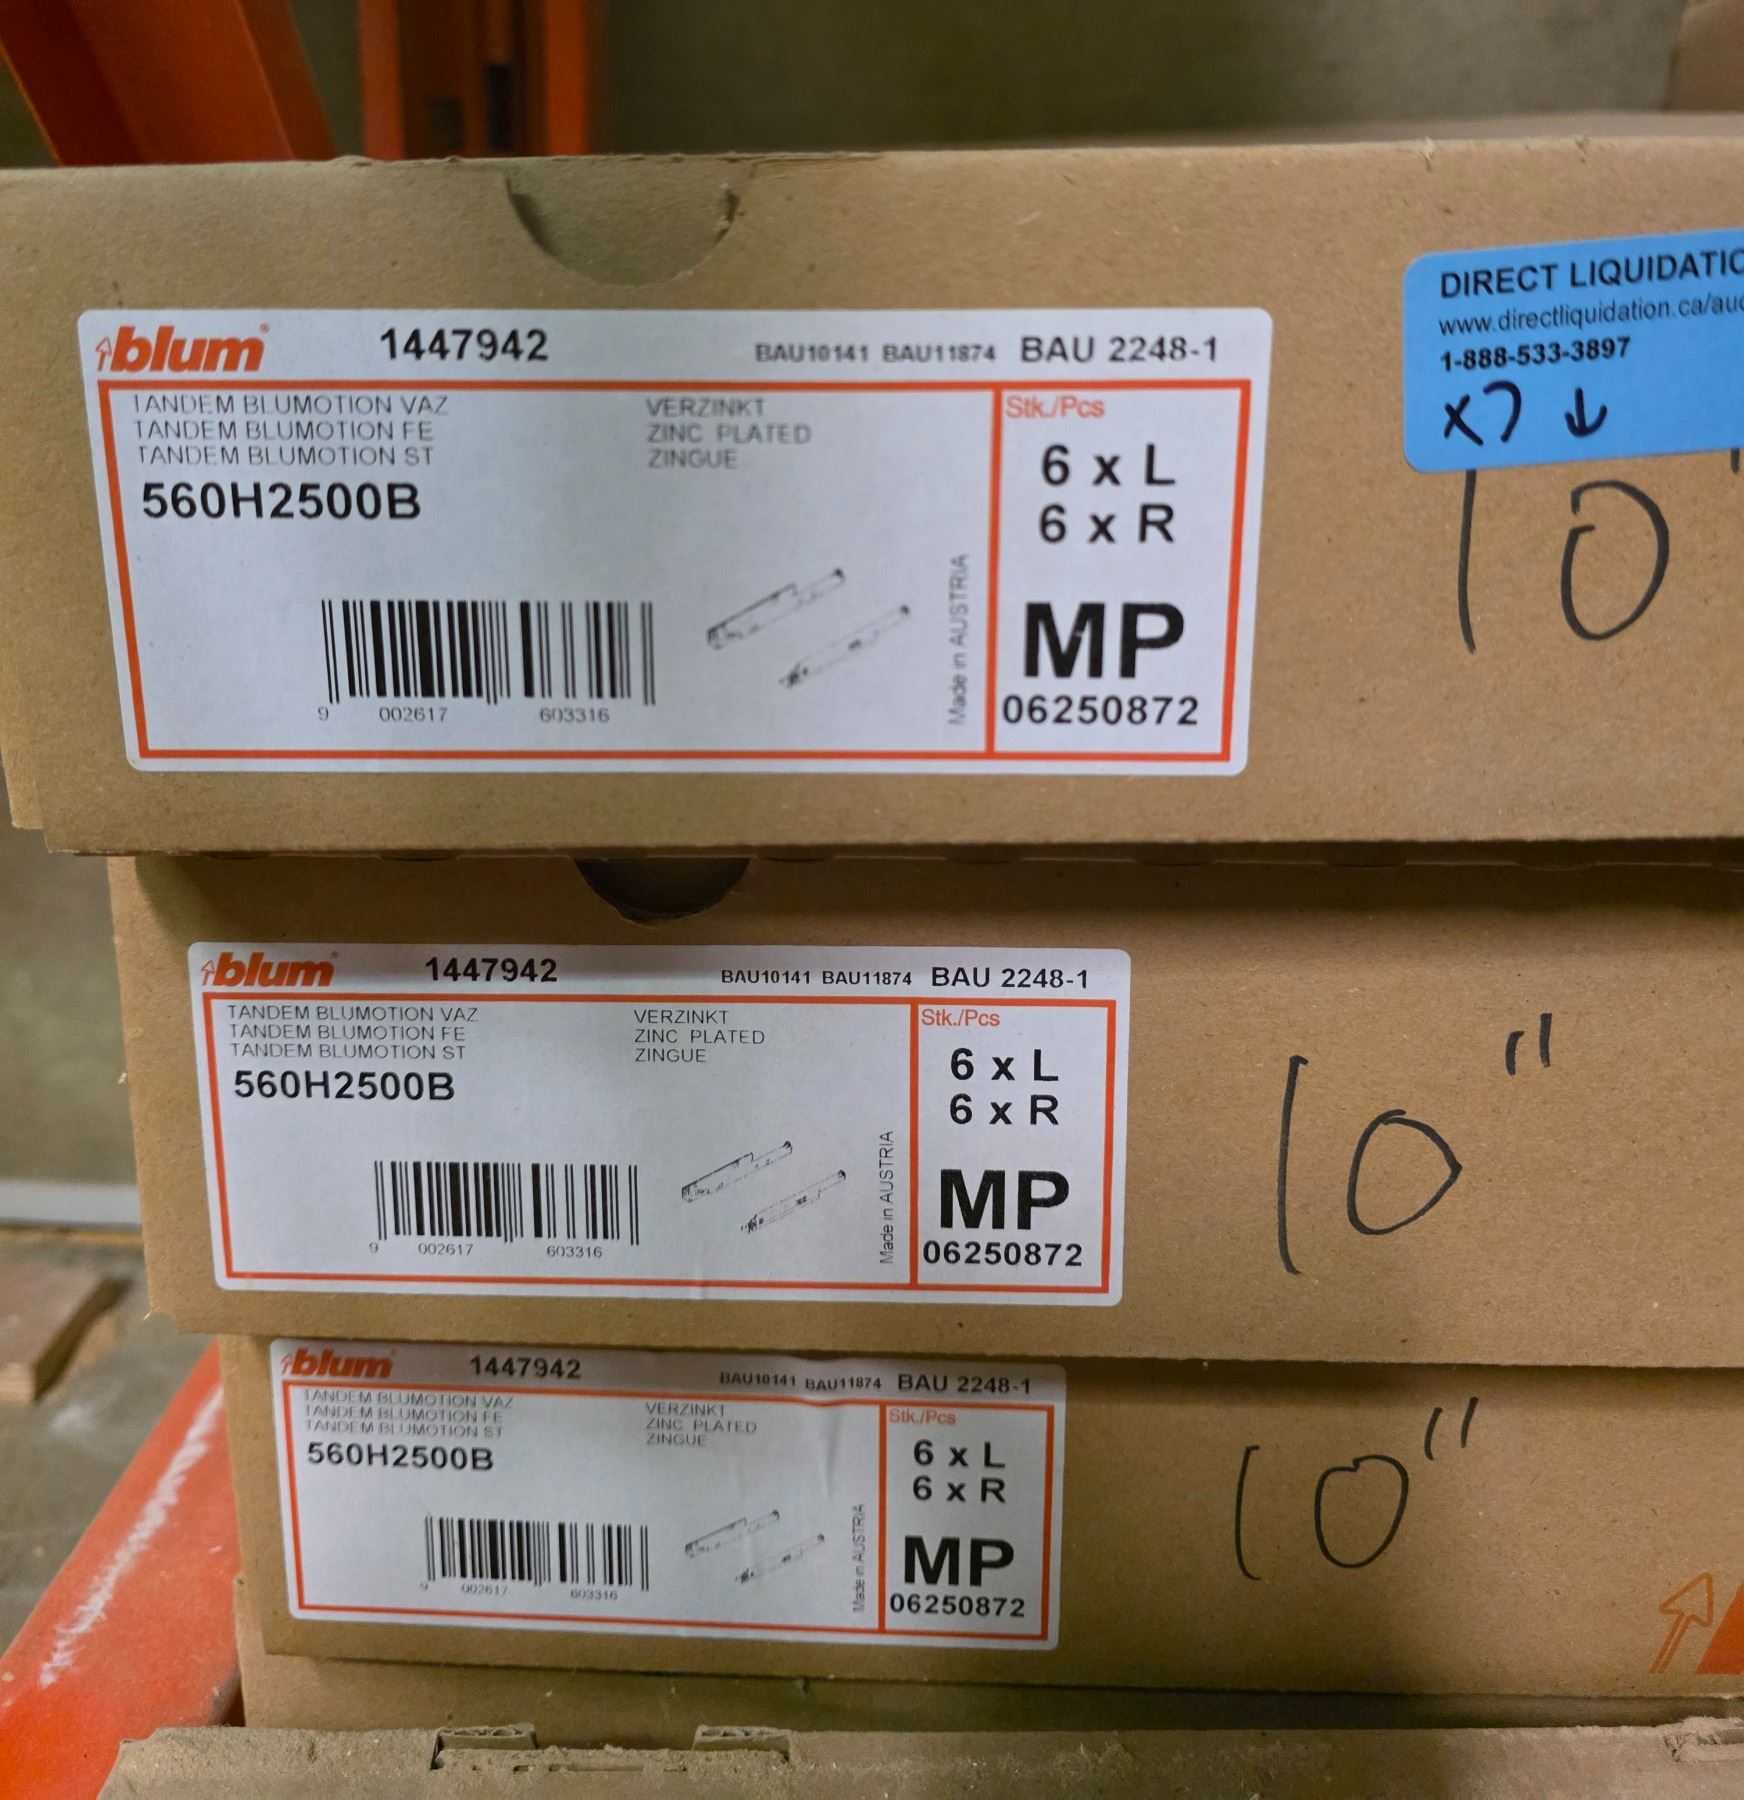 blum® 1447942 BAU10141 BAU11874 BAU 2248-1
TANDEM BLUMOTION VAZ VERZINKT Stk./Pcs
TANDEM BLUMOTION FE ZINC PLATED
TANDEM BLUMOTION ST ZINGUE
560H2500B
6 x L
6 x R
Made in AUSTRIA
MP
06250872
9 002617 603316
DIRECT LIQUIDATIO
www.directliquidation.ca/auc
1-888-533-3897
x7 ↓
10"
blum® 1447942 BAU10141 BAU11874 BAU 2248-1
TANDEM BLUMOTION VAZ VERZINKT Stk./Pcs
TANDEM BLUMOTION FE ZINC PLATED
TANDEM BLUMOTION ST ZINGUE
560H2500B
6 x L
6 x R
Made in AUSTRIA
MP
06250872
9 002617 603316
10"
blum 1447942 BAU10141 BAU11874 BAU 2248-1
TANDEM BLUMOTION VAZ VERZINKT Stk./Pcs
TANDEM BLUMOTION FE ZINC PLATED
TANDEM BLUMOTION ST ZINGUE
560H2500B
6 x L
6 x R
Made in AUSTRIA
MP
06250872
9 002617 603316
10"